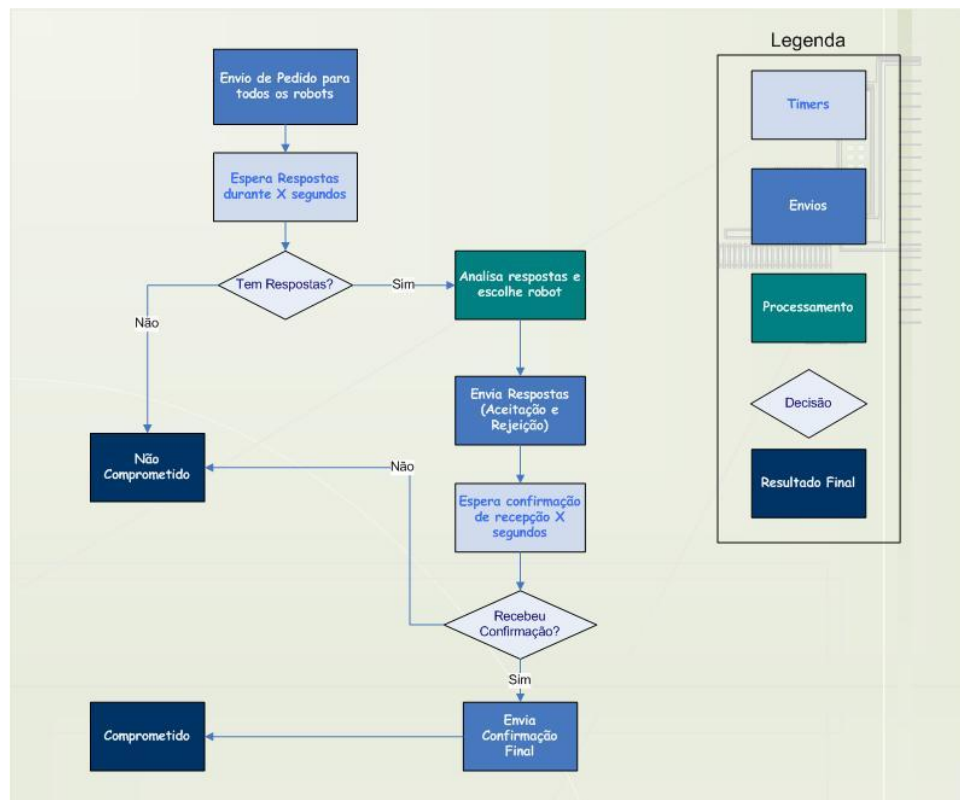 Legenda
Envio de Pedido para
todos os robots
Timers
Espera Respostas
durante X segundos
Envios
Tem Respostas?
Sim
Analisa respostas e
escolhe robot
Não
Processamento
Envia Respostas
(Aceitação e
Rejeição)
Decisão
Não
Comprometido
Não
Resultado Final
Espera confirmação
de recepção X
segundos
Recebeu
Confirmação?
Sim
Comprometido
Envia
Confirmação
Final